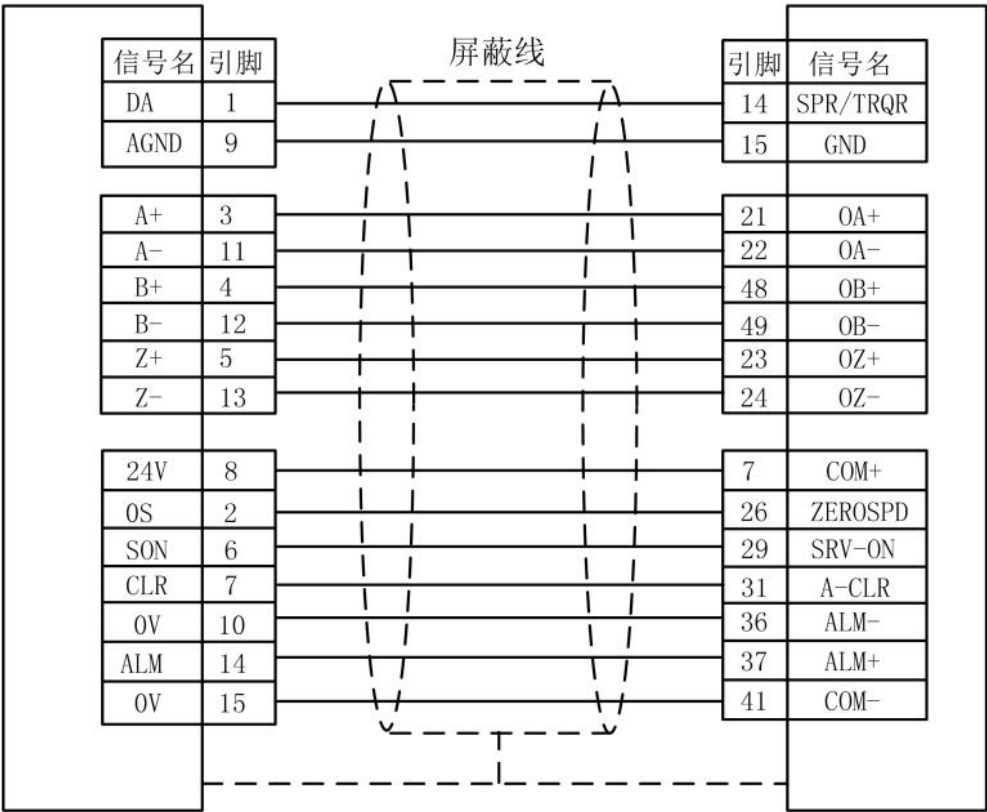 屏蔽线
信号名 引脚 引脚 信号名
DA 1 14 SPR/TRQR
AGND 9 15 GND
A+ 3 21 OA+
A- 11 22 OA-
B+ 4 48 OB+
B- 12 49 OB-
Z+ 5 23 OZ+
Z- 13 24 OZ-
24V 8 7 COM+
OS 2 26 ZEROSPD
SON 6 29 SRV-ON
CLR 7 31 A-CLR
0V 10 36 ALM-
ALM 14 37 ALM+
0V 15 41 COM-